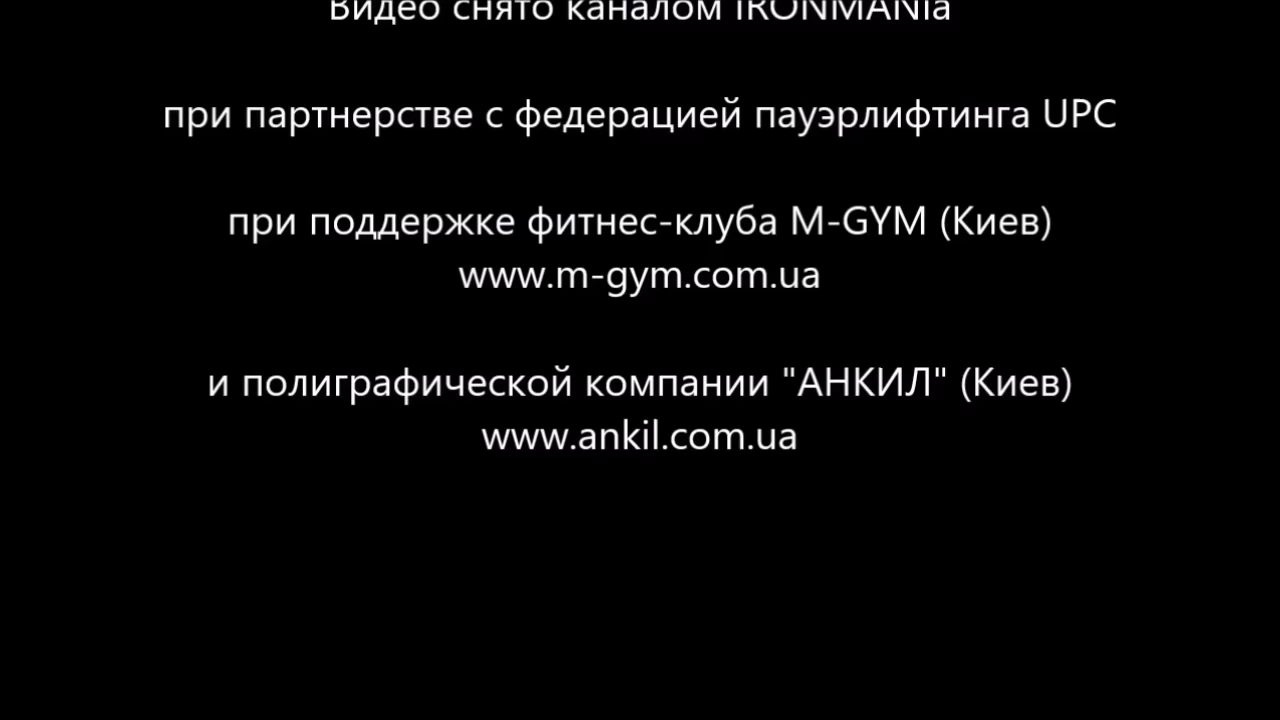 Видео снято каналом IRONMANIa
при партнерстве с федерацией пауэрлифтинга UPC
при поддержке фитнес-клуба M-GYM (Киев)
www.m-gym.com.ua
и полиграфической компании "АНКИЛ" (Киев)
www.ankil.com.ua